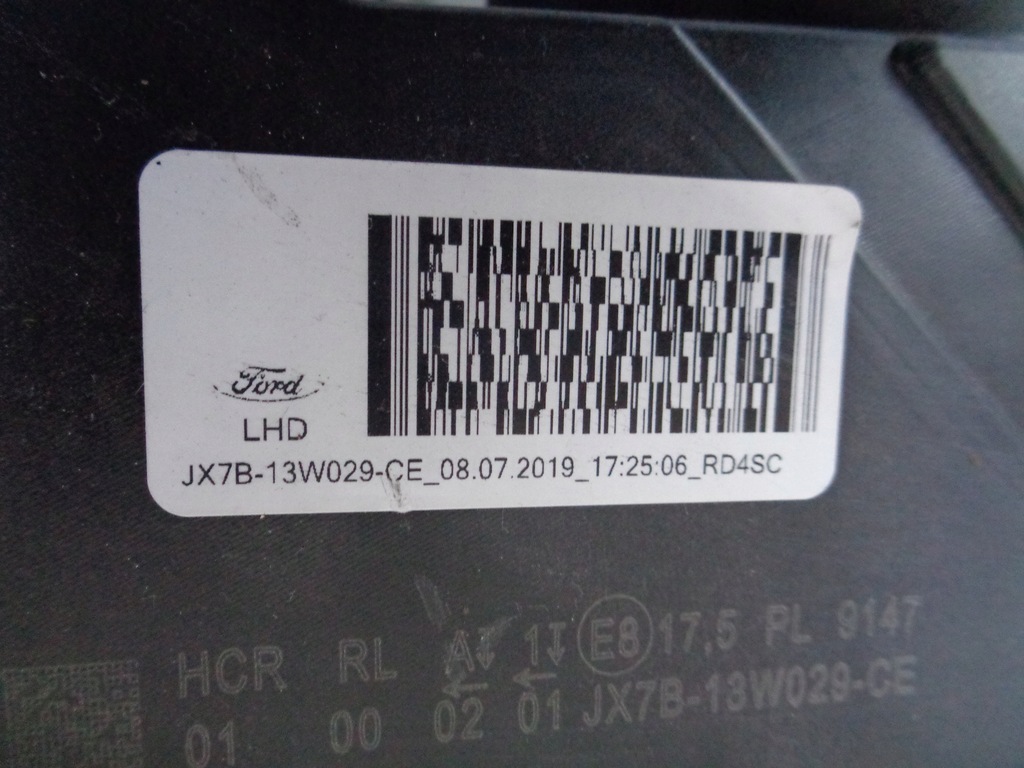 Ford
LHD
JX7B-13W029-CE_08.07.2019_17:25:06_RD4SC
HCR RL A 1 E8 17,5 PL 9147
01 00 02 01 JX7B-13W029-CE